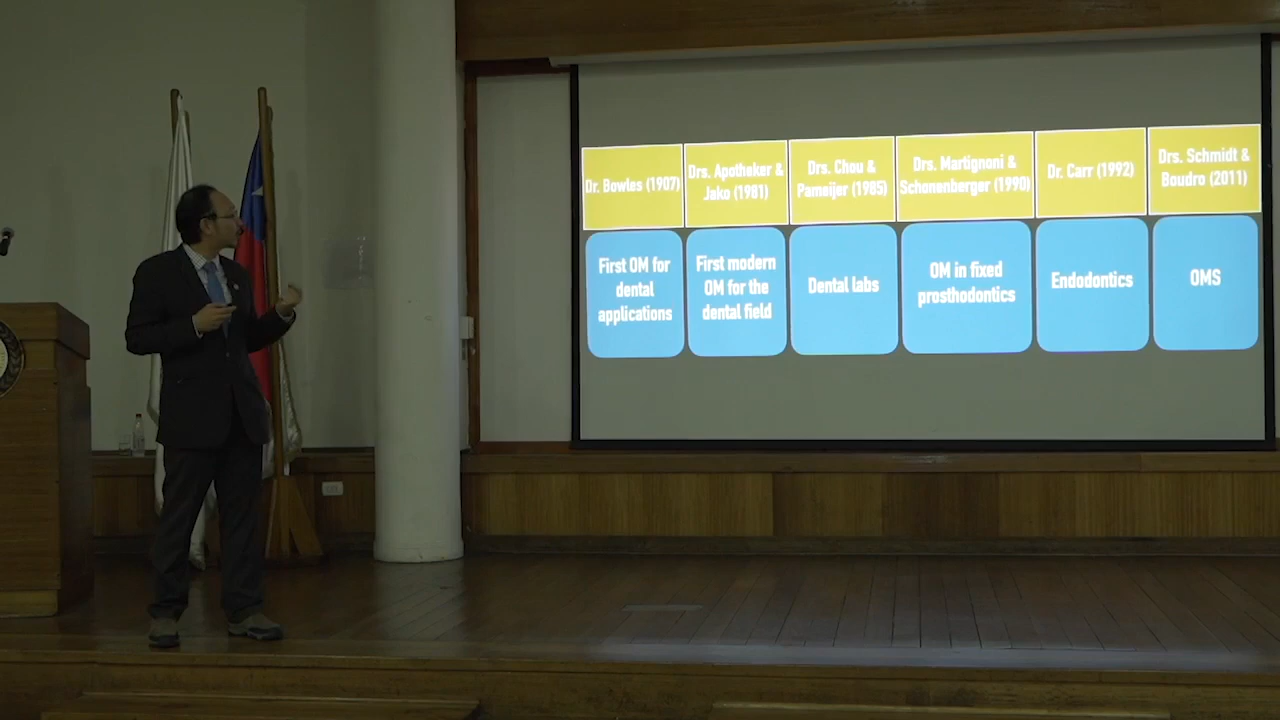 Dr. Bowles (1907)
Drs. Apotheker &
Jako (1981)
Drs. Chou &
Pameijer (1985)
Drs. Martignoni &
Schonenberger (1990)
Dr. Carr (1992)
Drs. Schmidt &
Boudro (2011)
First OM for
dental
applications
First modern
OM for the
dental field
Dental labs
OM in fixed
prosthodontics
Endodontics
OMS